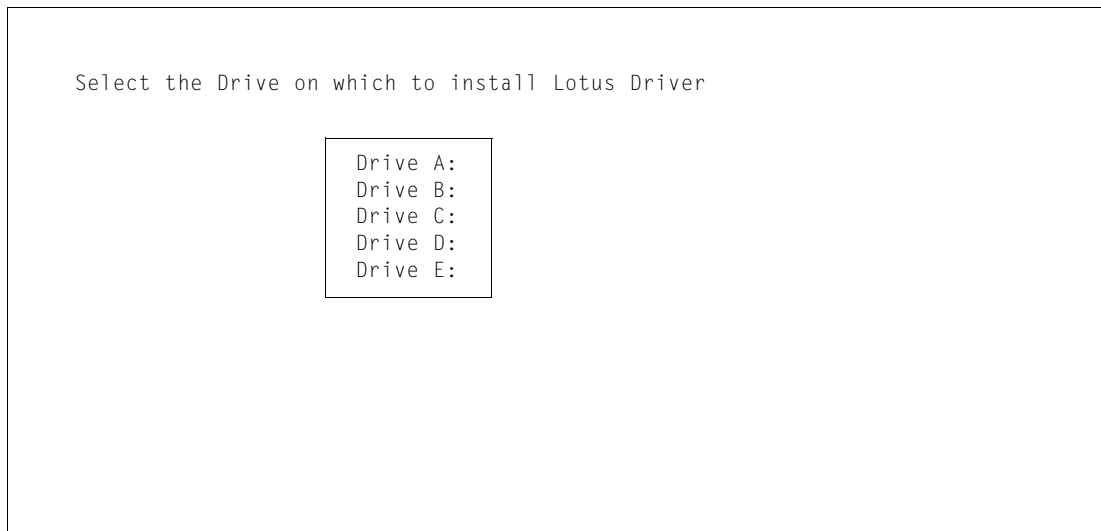 Select the Drive on which to install Lotus Driver
Drive A:
Drive B:
Drive C:
Drive D:
Drive E: